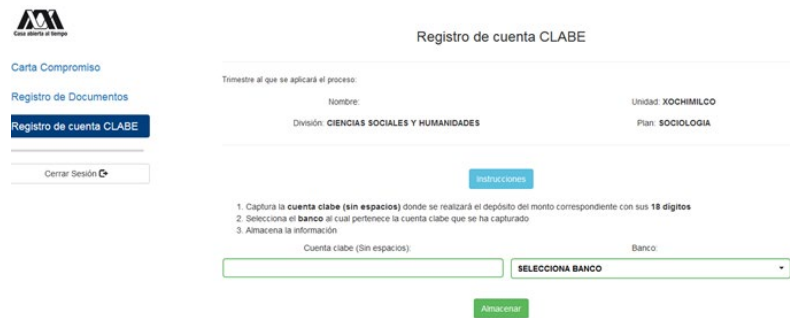 Casa abierta al tiempo
Registro de cuenta CLABE
Carta Compromiso
Registro de Documentos
Registro de cuenta CLABE
Cerrar Sesión
Trimestre al que se aplicará el proceso:
Nombre: Unidad: XOCHIMILCO
División: CIENCIAS SOCIALES Y HUMANIDADES Plan: SOCIOLOGIA
Instrucciones
1. Captura la cuenta clabe (sin espacios) donde se realizará el depósito del monto correspondiente con sus 18 dígitos
2. Selecciona el banco al cual pertenece la cuenta clabe que se ha capturado
3. Almacena la información
Cuenta clabe (Sin espacios): Banco:
SELECCIONA BANCO
Almacenar